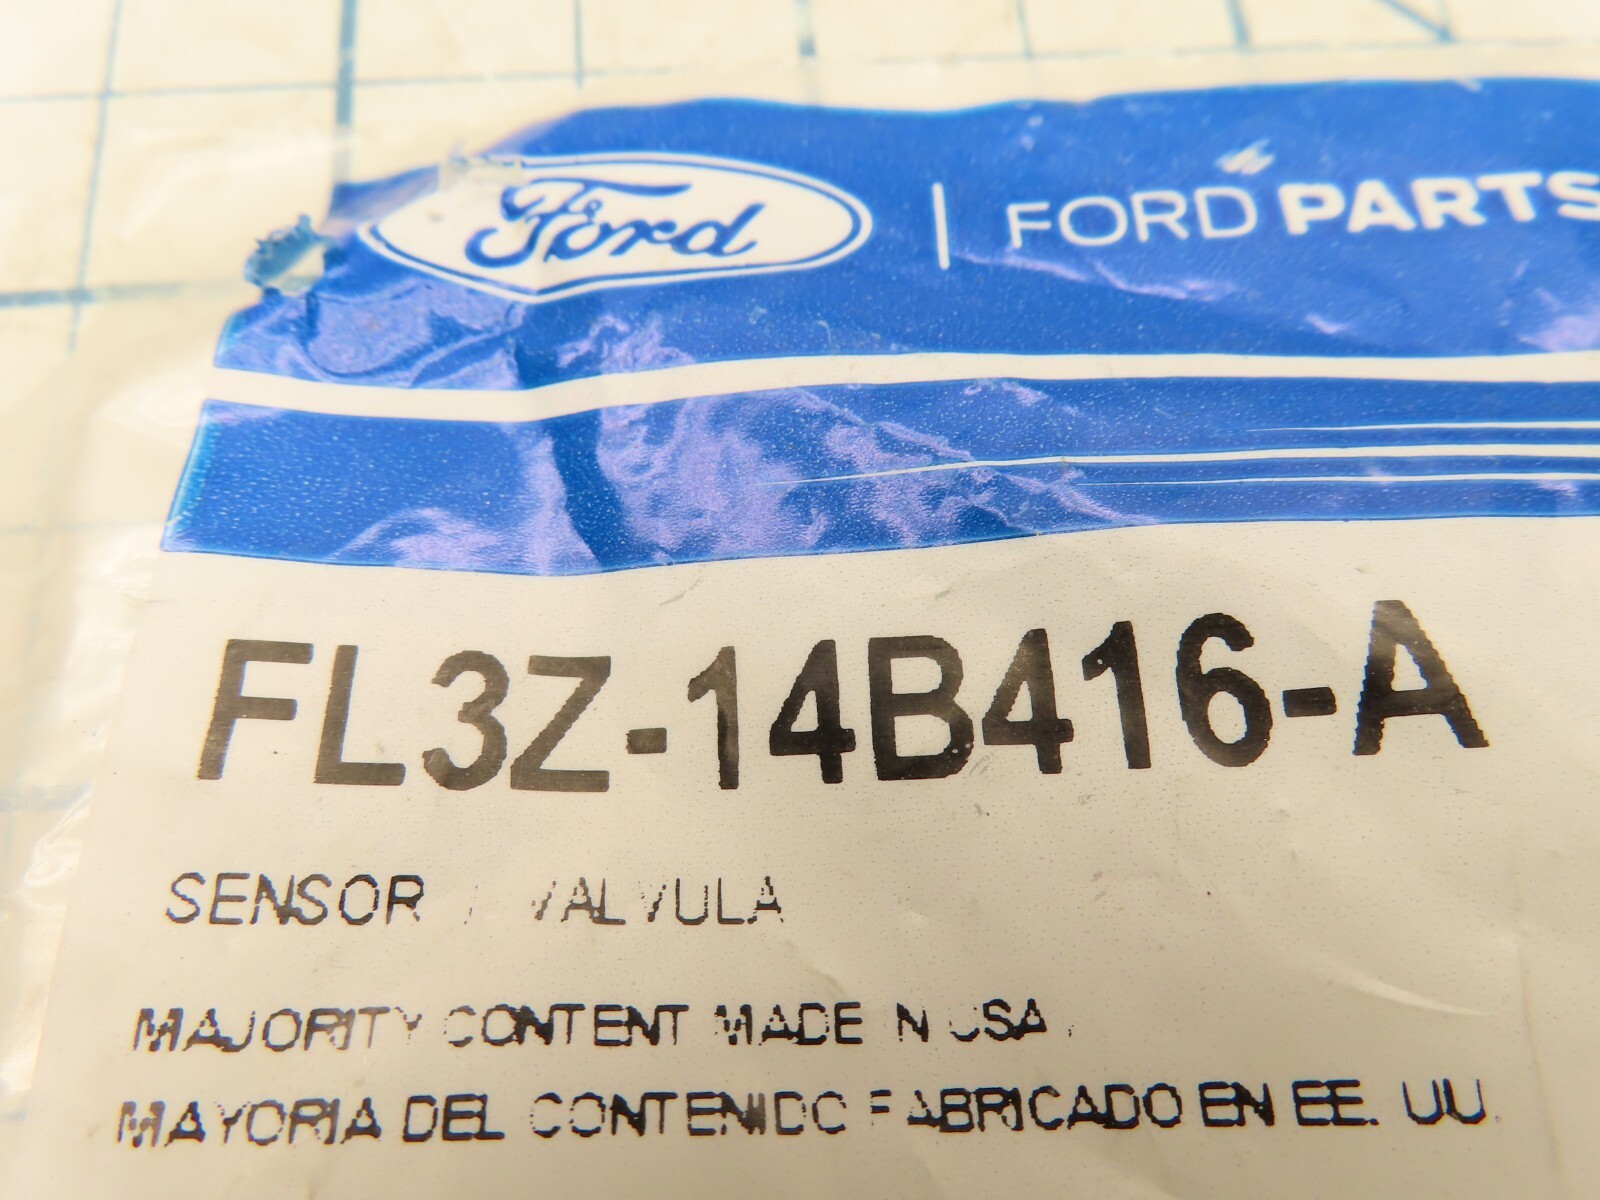 Ford | FORD PARTS
FL3Z-14B416-A
SENSOR / VALVULA
MAJORITY CONTENT MADE IN USA /
MAYORIA DEL CONTENIDO FABRICADO EN EE. UU.